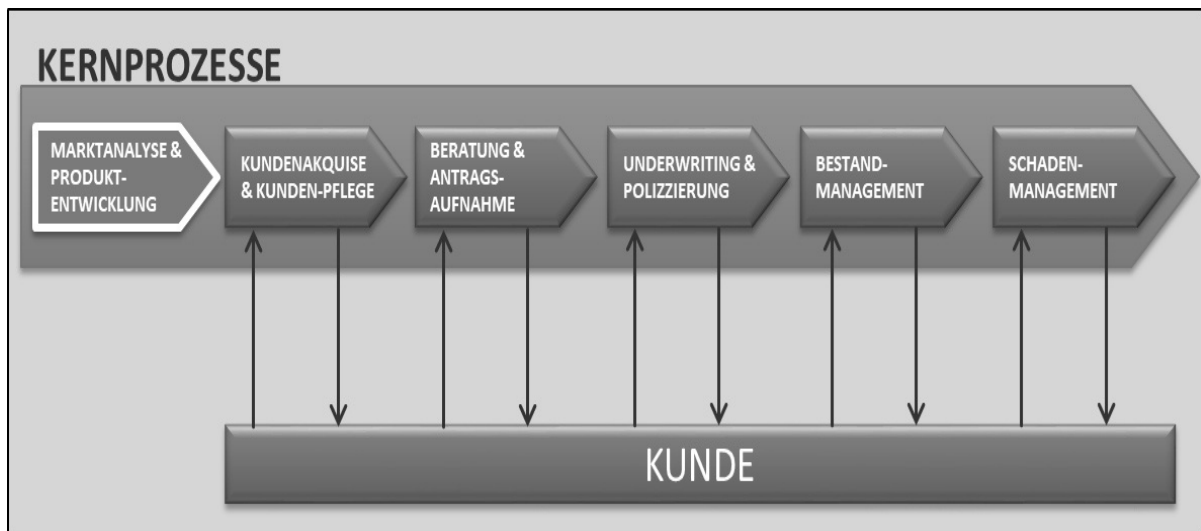 KERNPROZESSE
MARKTANALYSE &
PRODUKT-
ENTWICKLUNG
KUNDENAKQUISE
& KUNDEN-PFLEGE
BERATUNG &
ANTRAGS-
AUFNAHME
UNDERWRITING &
POLIZZIERUNG
BESTAND-
MANAGEMENT
SCHADEN-
MANAGEMENT
KUNDE